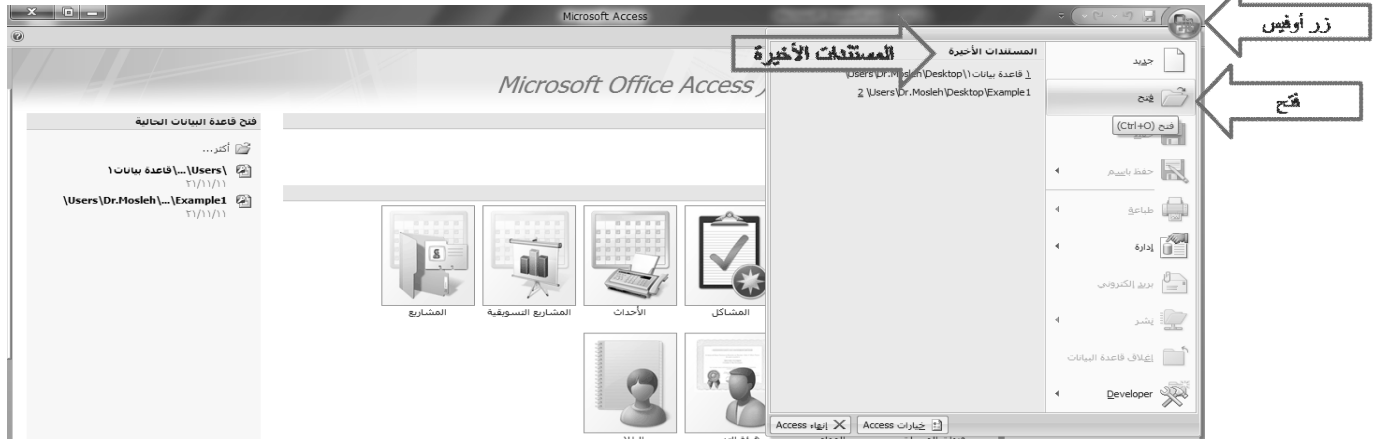 Microsoft Access
زر أوفيس
المستندات الأخيرة
المستندات الأخيرة
1 قاعدة بيانات١\Users\Dr.Mosleh\Desktop\
2 \Users\Dr.Mosleh\Desktop\Example1
جديد
فتح
فتح
فتح (Ctrl+O)
حفظ باسم
طباعة
إدارة
بريد إلكتروني
نشر
إغلاق قاعدة البيانات
Developer
خيارات Access
إنهاء Access
Microsoft Office Access
المشاكل
الأحداث
المشاريع التسويقية
المشاريع
فتح قاعدة البيانات الحالية
أكثر...
\Users\...\قاعدة بيانات١
٢١/١١/١١
\Users\Dr.Mosleh\...\Example1
٢١/١١/١١